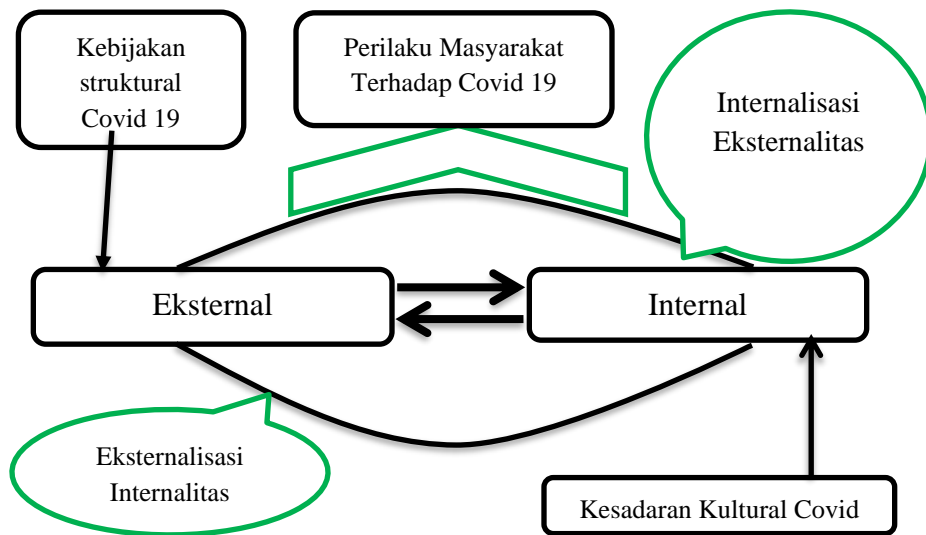 Kebijakan
struktural
Covid 19
Perilaku Masyarakat
Terhadap Covid 19
Internalisasi
Eksternalitas
Eksternal
Internal
Eksternalisasi
Internalitas
Kesadaran Kultural Covid